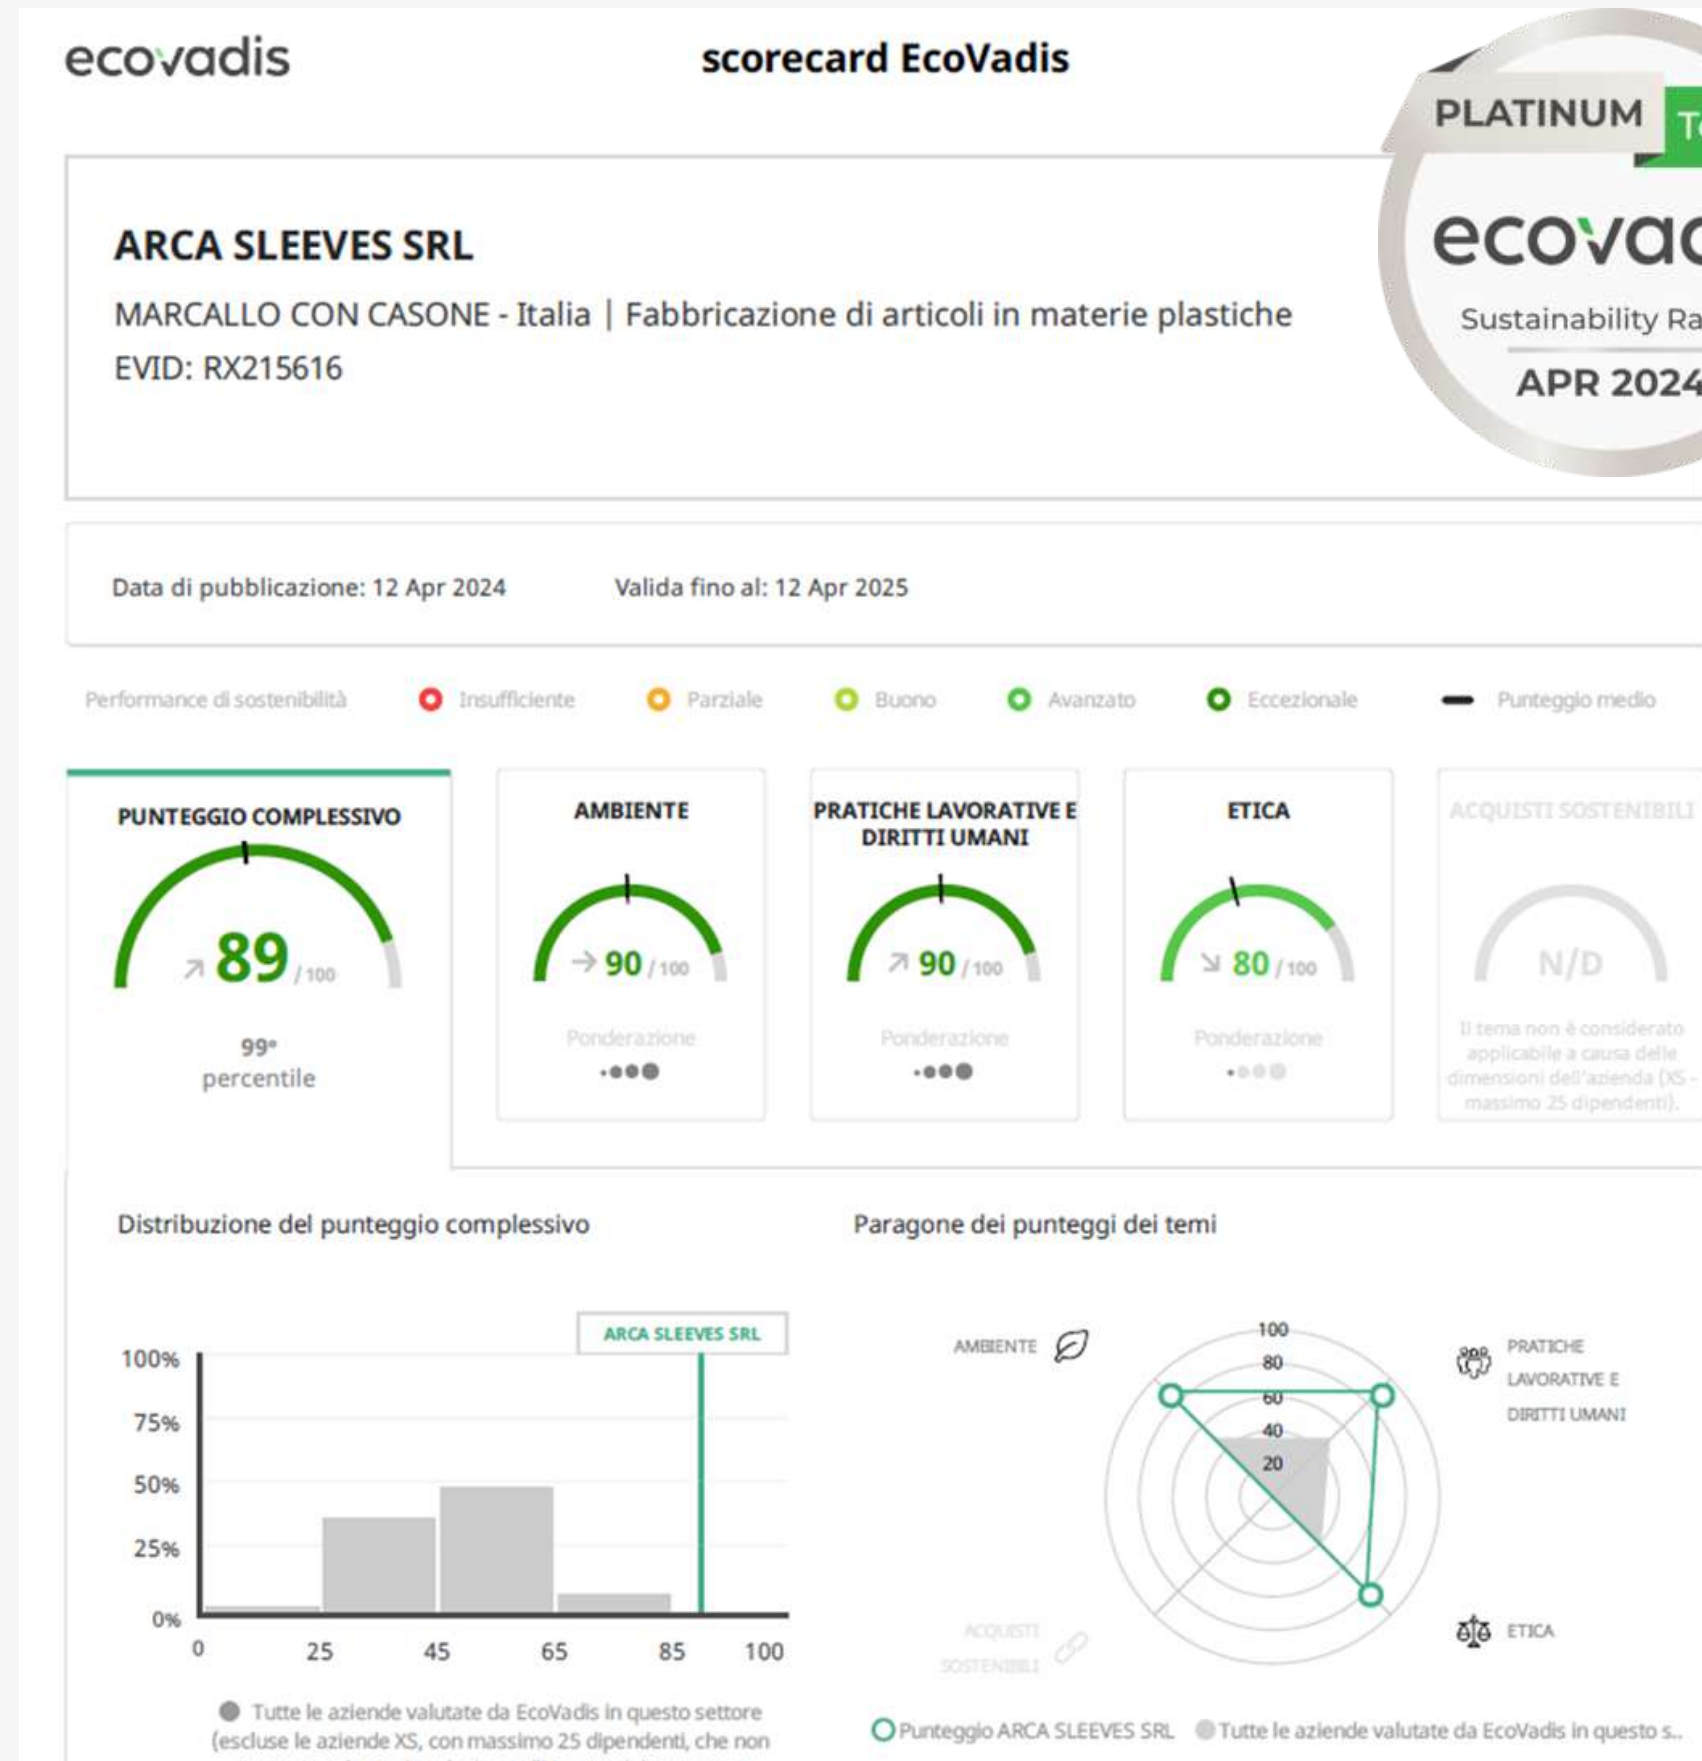 ecovadis
scorecard EcoVadis
PLATINUM
ecovad
Sustainability Ra
APR 2024
ARCA SLEEVES SRL
MARCALLO CON CASONE - Italia | Fabbricazione di articoli in materie plastiche
EVID: RX215616
Data di pubblicazione: 12 Apr 2024
Valida fino al: 12 Apr 2025
Performance di sostenibilità
Insufficiente
Parziale
Buono
Avanzato
Eccezionale
Punteggio medio
PUNTEGGIO COMPLESSIVO
89 / 100
99°
percentile
AMBIENTE
90 / 100
Ponderazione
PRATICHE LAVORATIVE E
DIRITTI UMANI
90 / 100
Ponderazione
ETICA
80 / 100
Ponderazione
ACQUISTI SOSTENIBILI
N/D
Il tema non è considerato
applicabile a causa delle
dimensioni dell'azienda (XS -
massimo 25 dipendenti).
Distribuzione del punteggio complessivo
ARCA SLEEVES SRL
100%
75%
50%
25%
0%
0 25 45 65 85 100
Tutte le aziende valutate da EcoVadis in questo settore
(escluse le aziende XS, con massimo 25 dipendenti, che non
Paragone dei punteggi dei temi
AMBIENTE
100
80
60
40
20
PRATICHE
LAVORATIVE E
DIRITTI UMANI
ACQUISTI
SOSTENIBILI
ETICA
Punteggio ARCA SLEEVES SRL
Tutte le aziende valutate da EcoVadis in questo s..